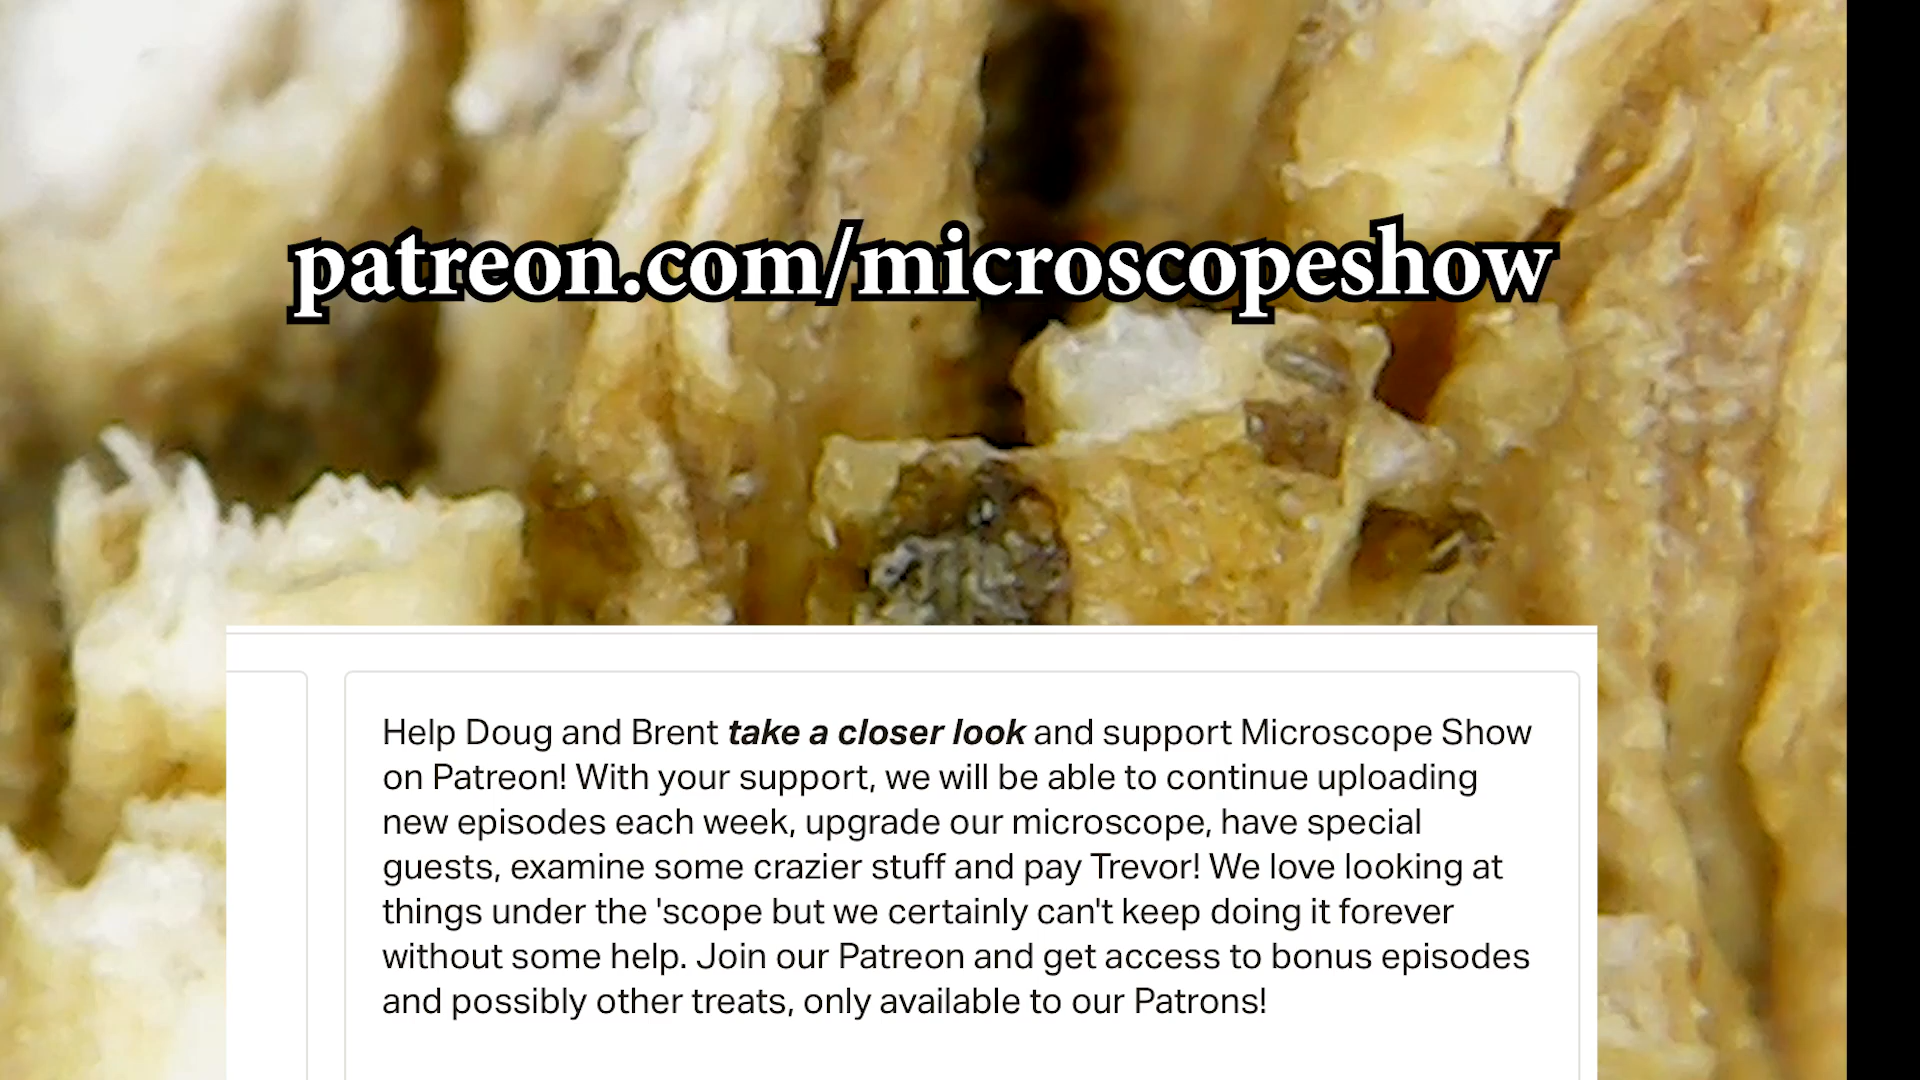 patreon.com/microscopeshow
Help Doug and Brent take a closer look and support Microscope Show
on Patreon! With your support, we will be able to continue uploading
new episodes each week, upgrade our microscope, have special
guests, examine some crazier stuff and pay Trevor! We love looking at
things under the 'scope but we certainly can't keep doing it forever
without some help. Join our Patreon and get access to bonus episodes
and possibly other treats, only available to our Patrons!